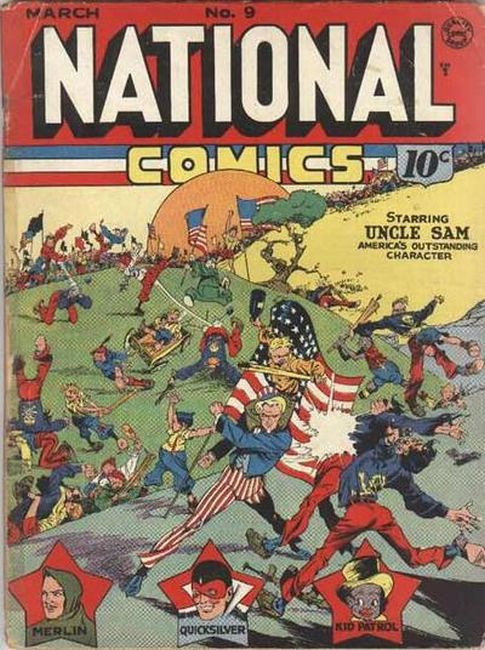 MARCH No. 9
NATIONAL
COMICS
10¢
STARRING
UNCLE SAM
AMERICA'S OUTSTANDING
CHARACTER
MERLIN
QUICKSILVER
KID PATROL